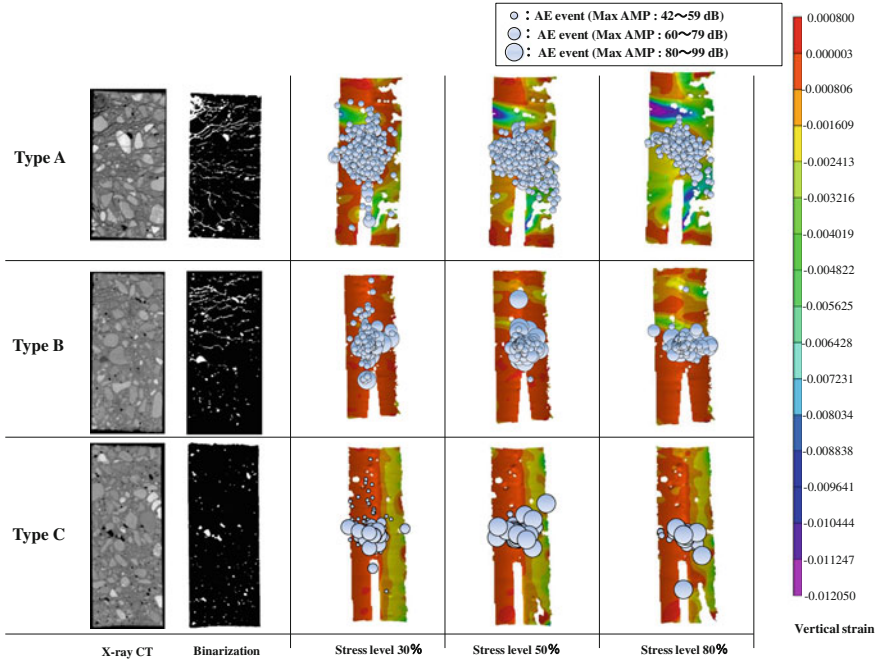 : AE event (Max AMP : 42～59 dB)
: AE event (Max AMP : 60～79 dB)
: AE event (Max AMP : 80～99 dB)
0.000800
0.000003
-0.000806
-0.001609
-0.002413
-0.003216
-0.004019
-0.004822
-0.005625
-0.006428
-0.007231
-0.008034
-0.008838
-0.009641
-0.010444
-0.011247
-0.012050
Vertical strain
Type A
Type B
Type C
X-ray CT Binarization Stress level 30% Stress level 50% Stress level 80%